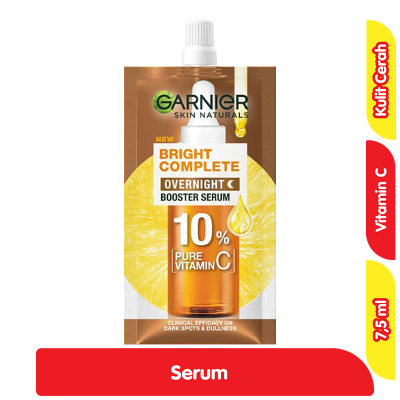 GARNIER
SKIN NATURALS
NEW
BRIGHT
COMPLETE
OVERNIGHT
BOOSTER SERUM
10%
[PURE
VITAMIN C]
CLINICAL EFFICACY ON
DARK SPOTS & DULLNESS
Kulit Cerah
Vitamin C
7,5 ml
Serum